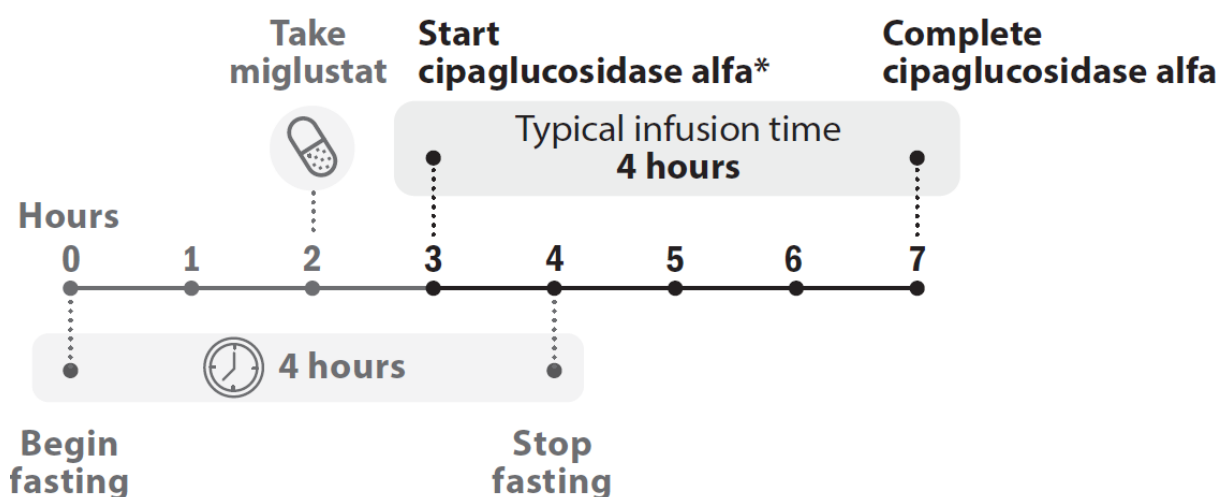 Take
miglustat
Start
cipaglucosidase alfa*
Complete
cipaglucosidase alfa
Typical infusion time
4 hours
Hours
0 1 2 3 4 5 6 7
4 hours
Begin
fasting
Stop
fasting